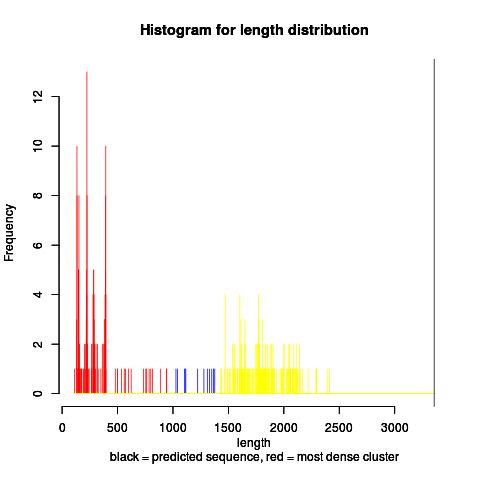 Histogram for length distribution
Frequency
12
10
8
6
4
2
0
0 500 1000 1500 2000 2500 3000
length
black = predicted sequence, red = most dense cluster